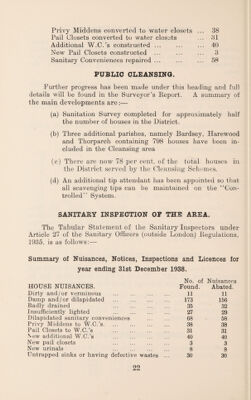 Privy Middens converted to water closets ... 38
Pail Closets converted to water closets ... 31
Additional W.C.'s constructed ... ... ... 40
New Pail Closets constructed ... ... ... 3
Sanitary Conveniences repaired ... ... ... 58
PUBLIC CLEANSING.
Further progress has been made under this heading and full
details will be found in the Surveyor's Report. A summary of
the main developments are:—
(a) Sanitation Survey completed for approximately half
the number of houses in the District.
(b) Three additional parishes, namely Bardsey, Harewood
and Thorparch containing 798 houses have been in-
cluded in the Cleansing area
(c) There are now 78 per cent. of the total houses in
the District served by the Cleansing Schemes.
(d) An additional tip attendant has been appointed so that
all scavenging tips can be maintained on the "Con-
trolled" System.
SANITARY INSPECTION OF THE AREA.
The Tabular Statement of the Sanitary Inspectors under
Article 27 of the Sanitary Officers (outside London) Regulations,
1935, is as follows:—
Summary of Nuisances, Notices, Inspections and Licences for
year ending 31st December 1938.
No. of Nuisances
HOUSE NUISANCES. Found. Abated.
Dirty and/or verminous ... ... ... ... 11 11
Damp and/or dilapidated ... ... ... ... 173 156
Badly drained ... ... ... ... ... 35 32
Insufficiently lighted ... ... ... ... 27 29
Dilapidated sanitary conveniences ... ... 68 58
Privy Middens to W.C.'s. ... ... ... ... 38 38
Pail Closets to W.C.'s ... ... ... ... 31 31
New additional W.C.'s ... ... ... ... 40 40
New pail closets ... ... ... ... ... 3 3
New urinals ... ... ... ... ... 8 8
Untrapped sinks or having defective wastes ... 30 30
22